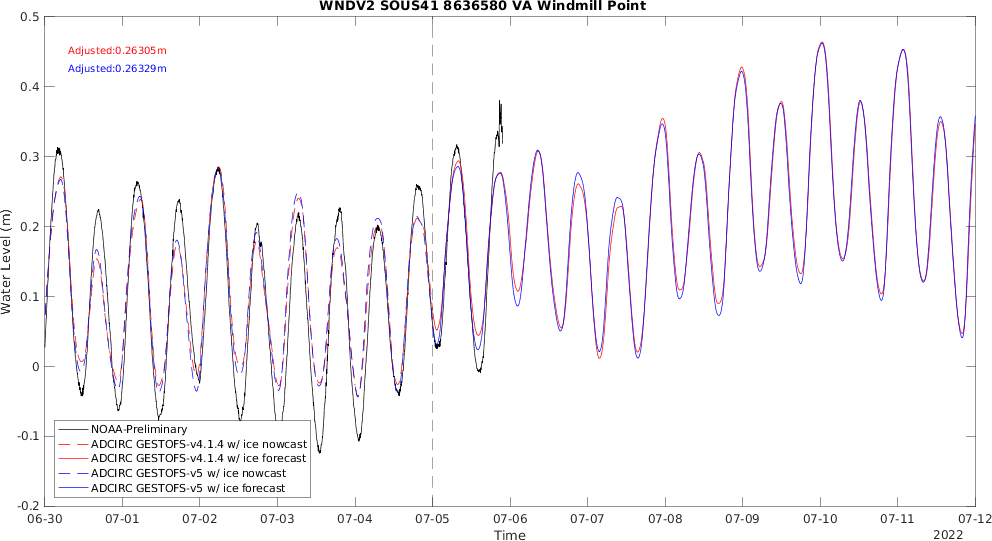 WNDV2 SOUS41 8636580 VA Windmill Point
0.5
Adjusted:0.26305m
Adjusted:0.26329m
0.4
0.3
0.2
0.1
0
-0.1
-0.2
Water Level (m)
NOAA-Preliminary
ADCIRC GESTOFS-v4.1.4 w/ ice nowcast
ADCIRC GESTOFS-v4.1.4 w/ ice forecast
ADCIRC GESTOFS-v5 w/ ice nowcast
ADCIRC GESTOFS-v5 w/ ice forecast
06-30 07-01 07-02 07-03 07-04 07-05 07-06 07-07 07-08 07-09 07-10 07-11 07-12
Time
2022